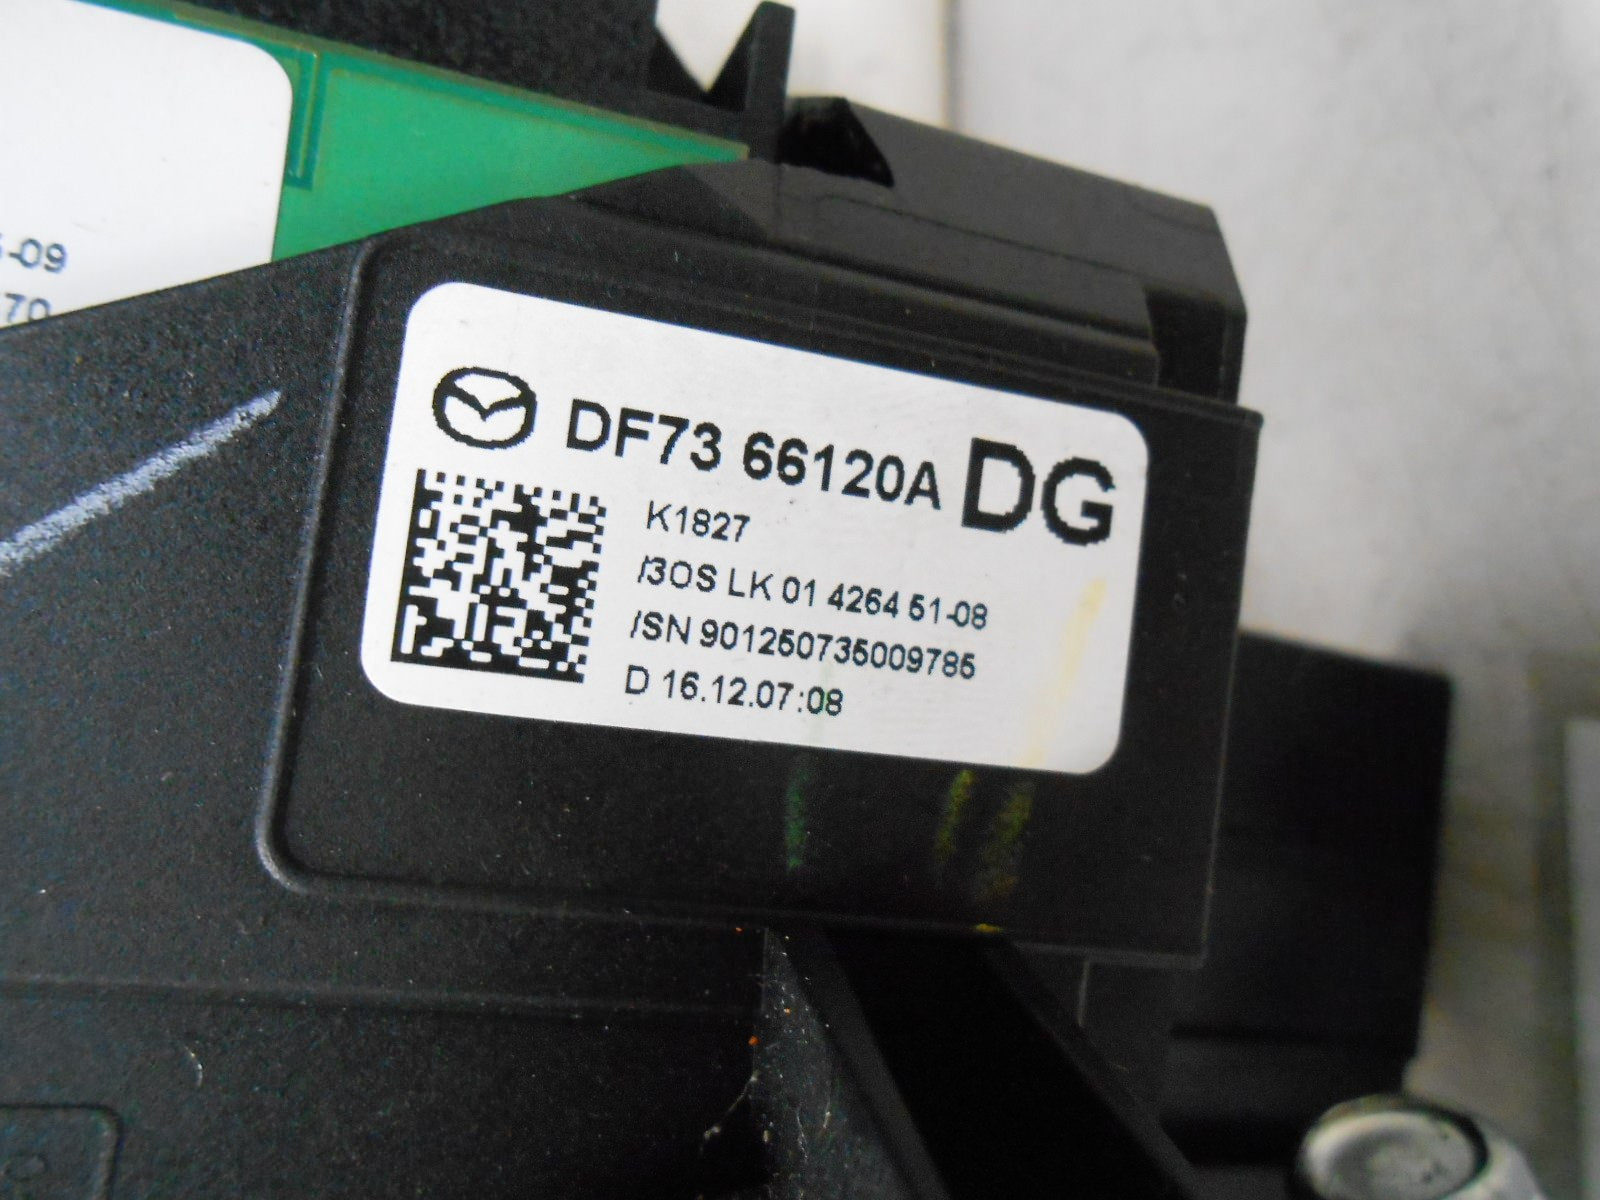 -09
70
DF73 66120A DG
K1827
/3OS LK 01 4264 51-08
/SN 901250735009785
D 16.12.07:08